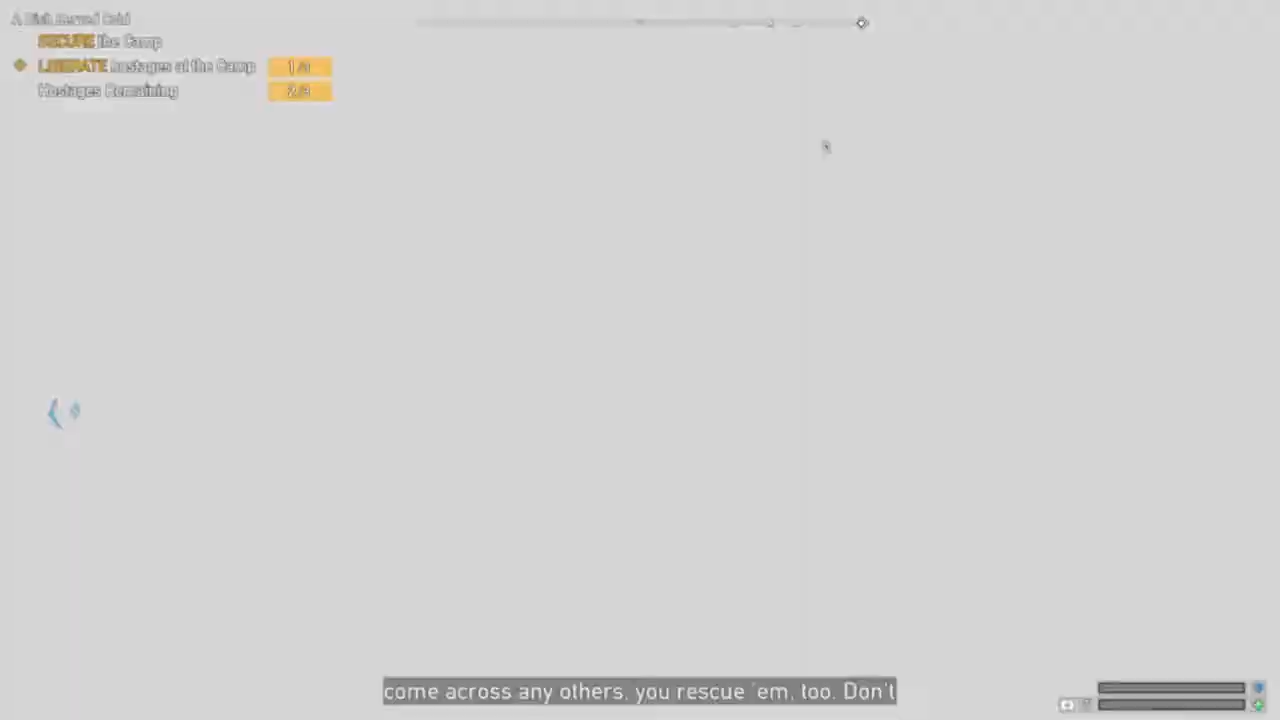 A Dish Served Cold
SECURE the Camp
LIBERATE hostages at the Camp
Hostages Remaining
come across any others, you rescue 'em, too. Don't